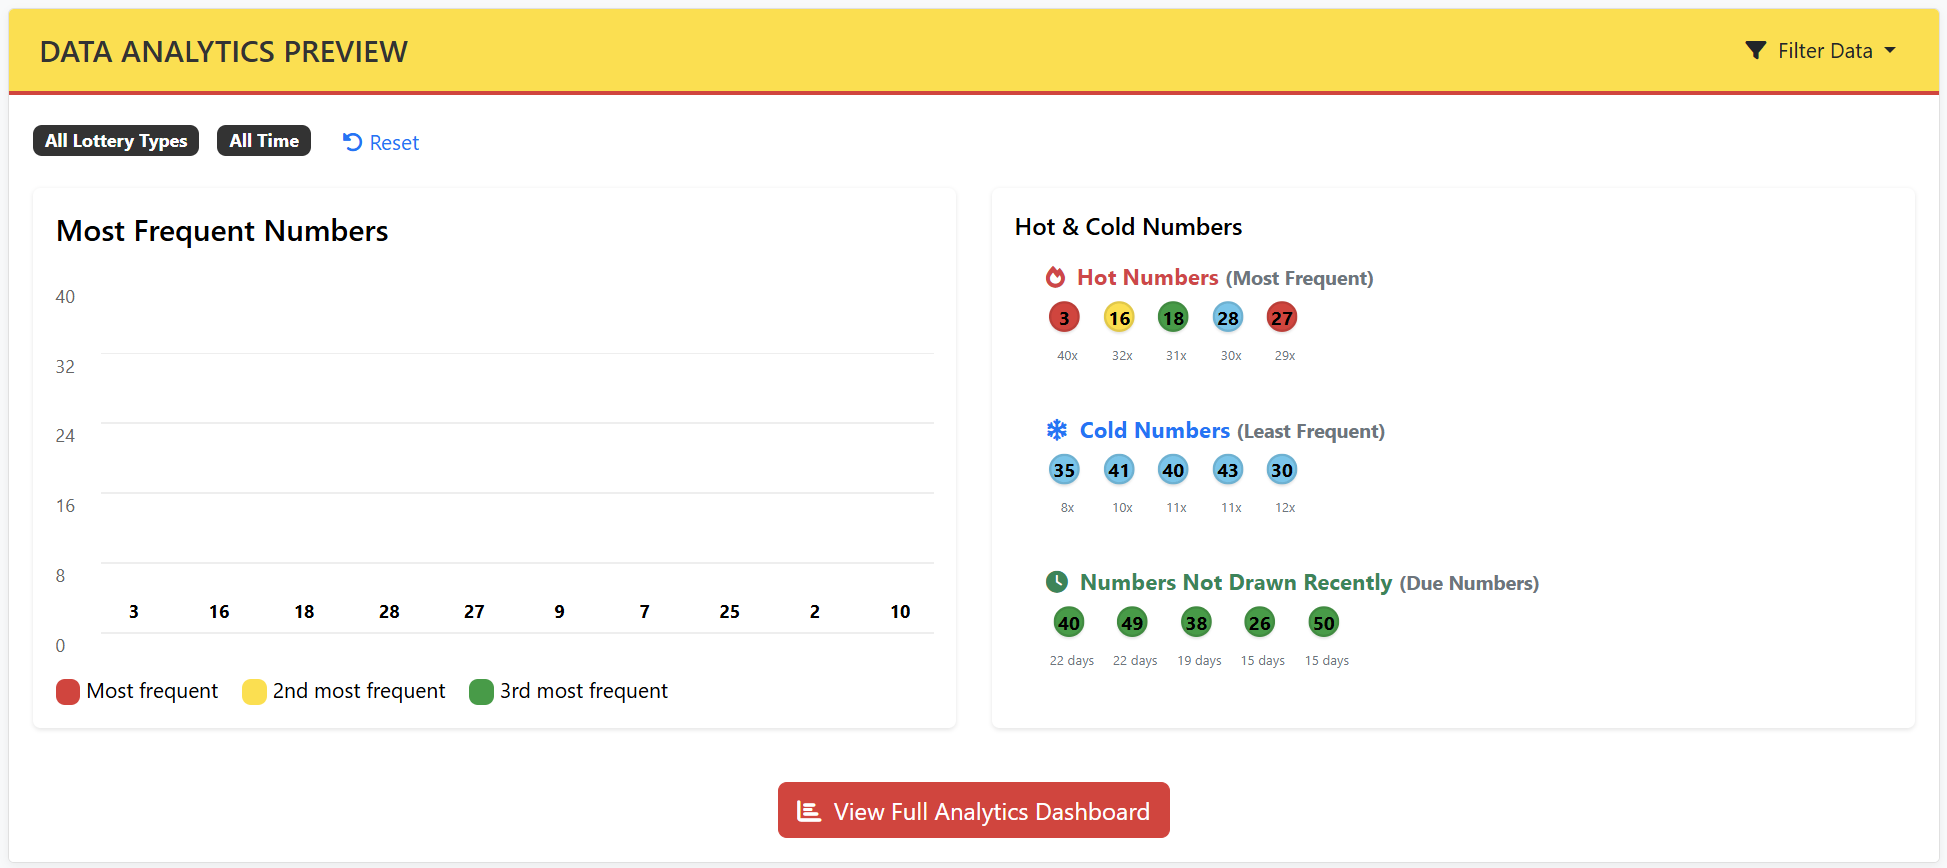 DATA ANALYTICS PREVIEW
Filter Data
All Lottery Types All Time Reset
Most Frequent Numbers
40
32
24
16
8
0
3 16 18 28 27 9 7 25 2 10
Most frequent 2nd most frequent 3rd most frequent
Hot & Cold Numbers
Hot Numbers (Most Frequent)
3 16 18 28 27
40x 32x 31x 30x 29x
Cold Numbers (Least Frequent)
35 41 40 43 30
8x 10x 11x 11x 12x
Numbers Not Drawn Recently (Due Numbers)
40 49 38 26 50
22 days 22 days 19 days 15 days 15 days
View Full Analytics Dashboard